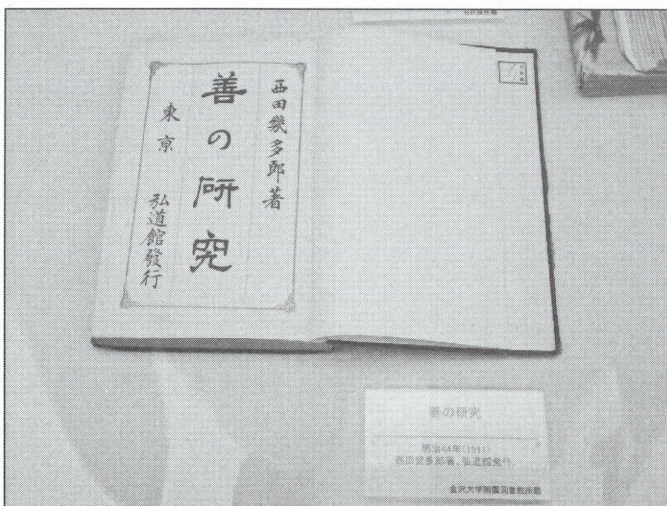 西田幾多郎著
善の研究
東亰
弘道館發行
善の研究
明治44年(1911)
西田幾多郎著、弘道館発行。
金沢大学附属図書館所蔵